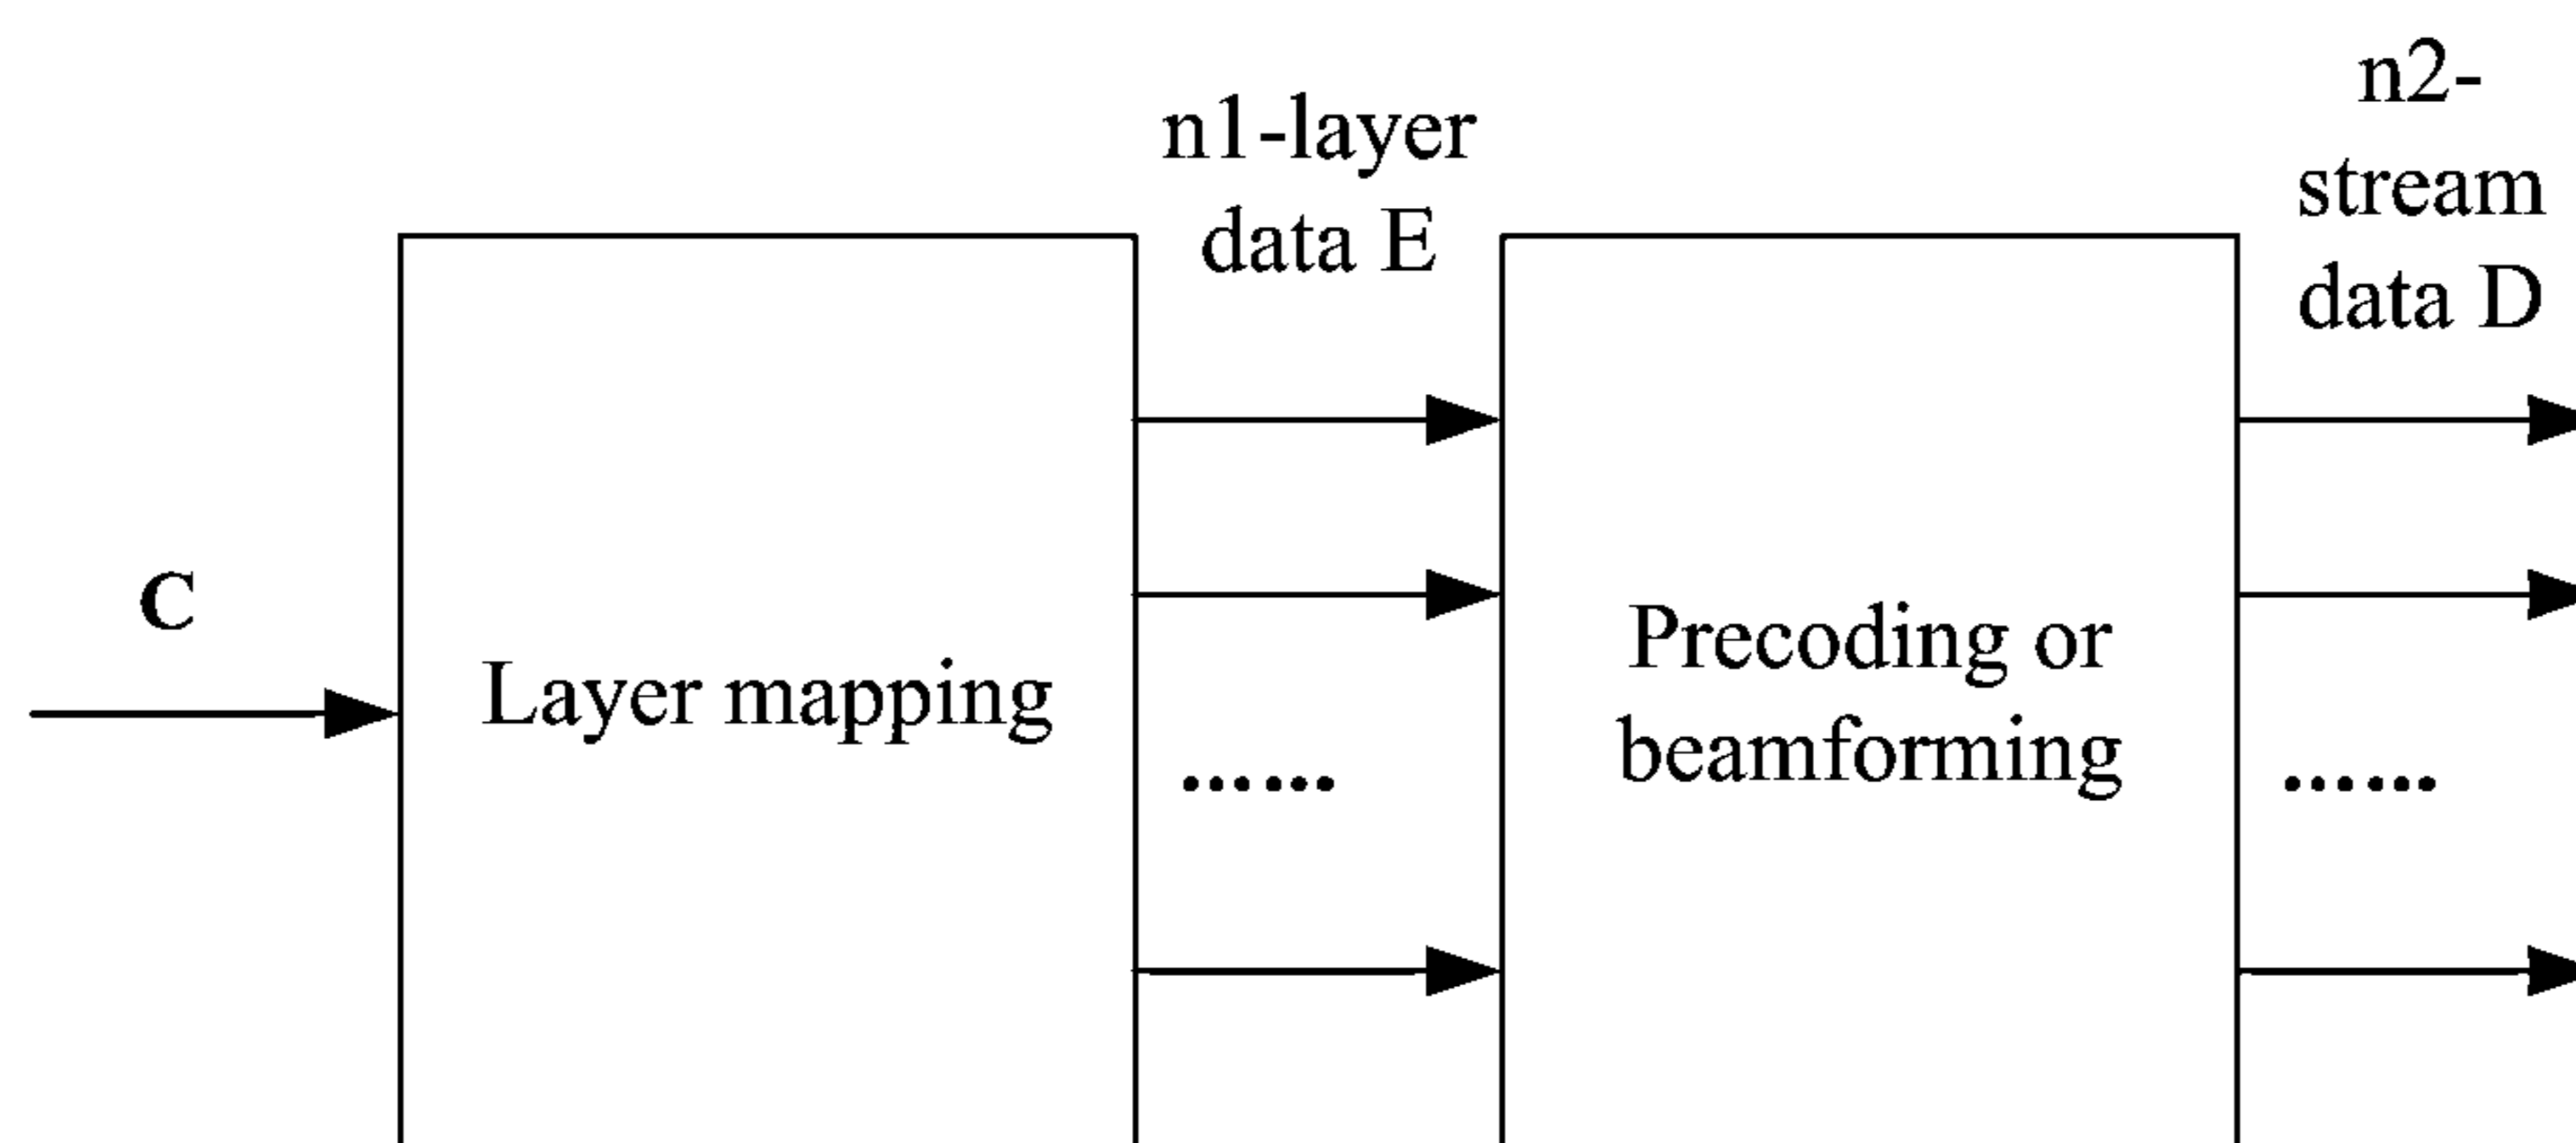 n1-layer
data E
n2-
stream
data D
C
Layer mapping
......
Precoding or
beamforming
......